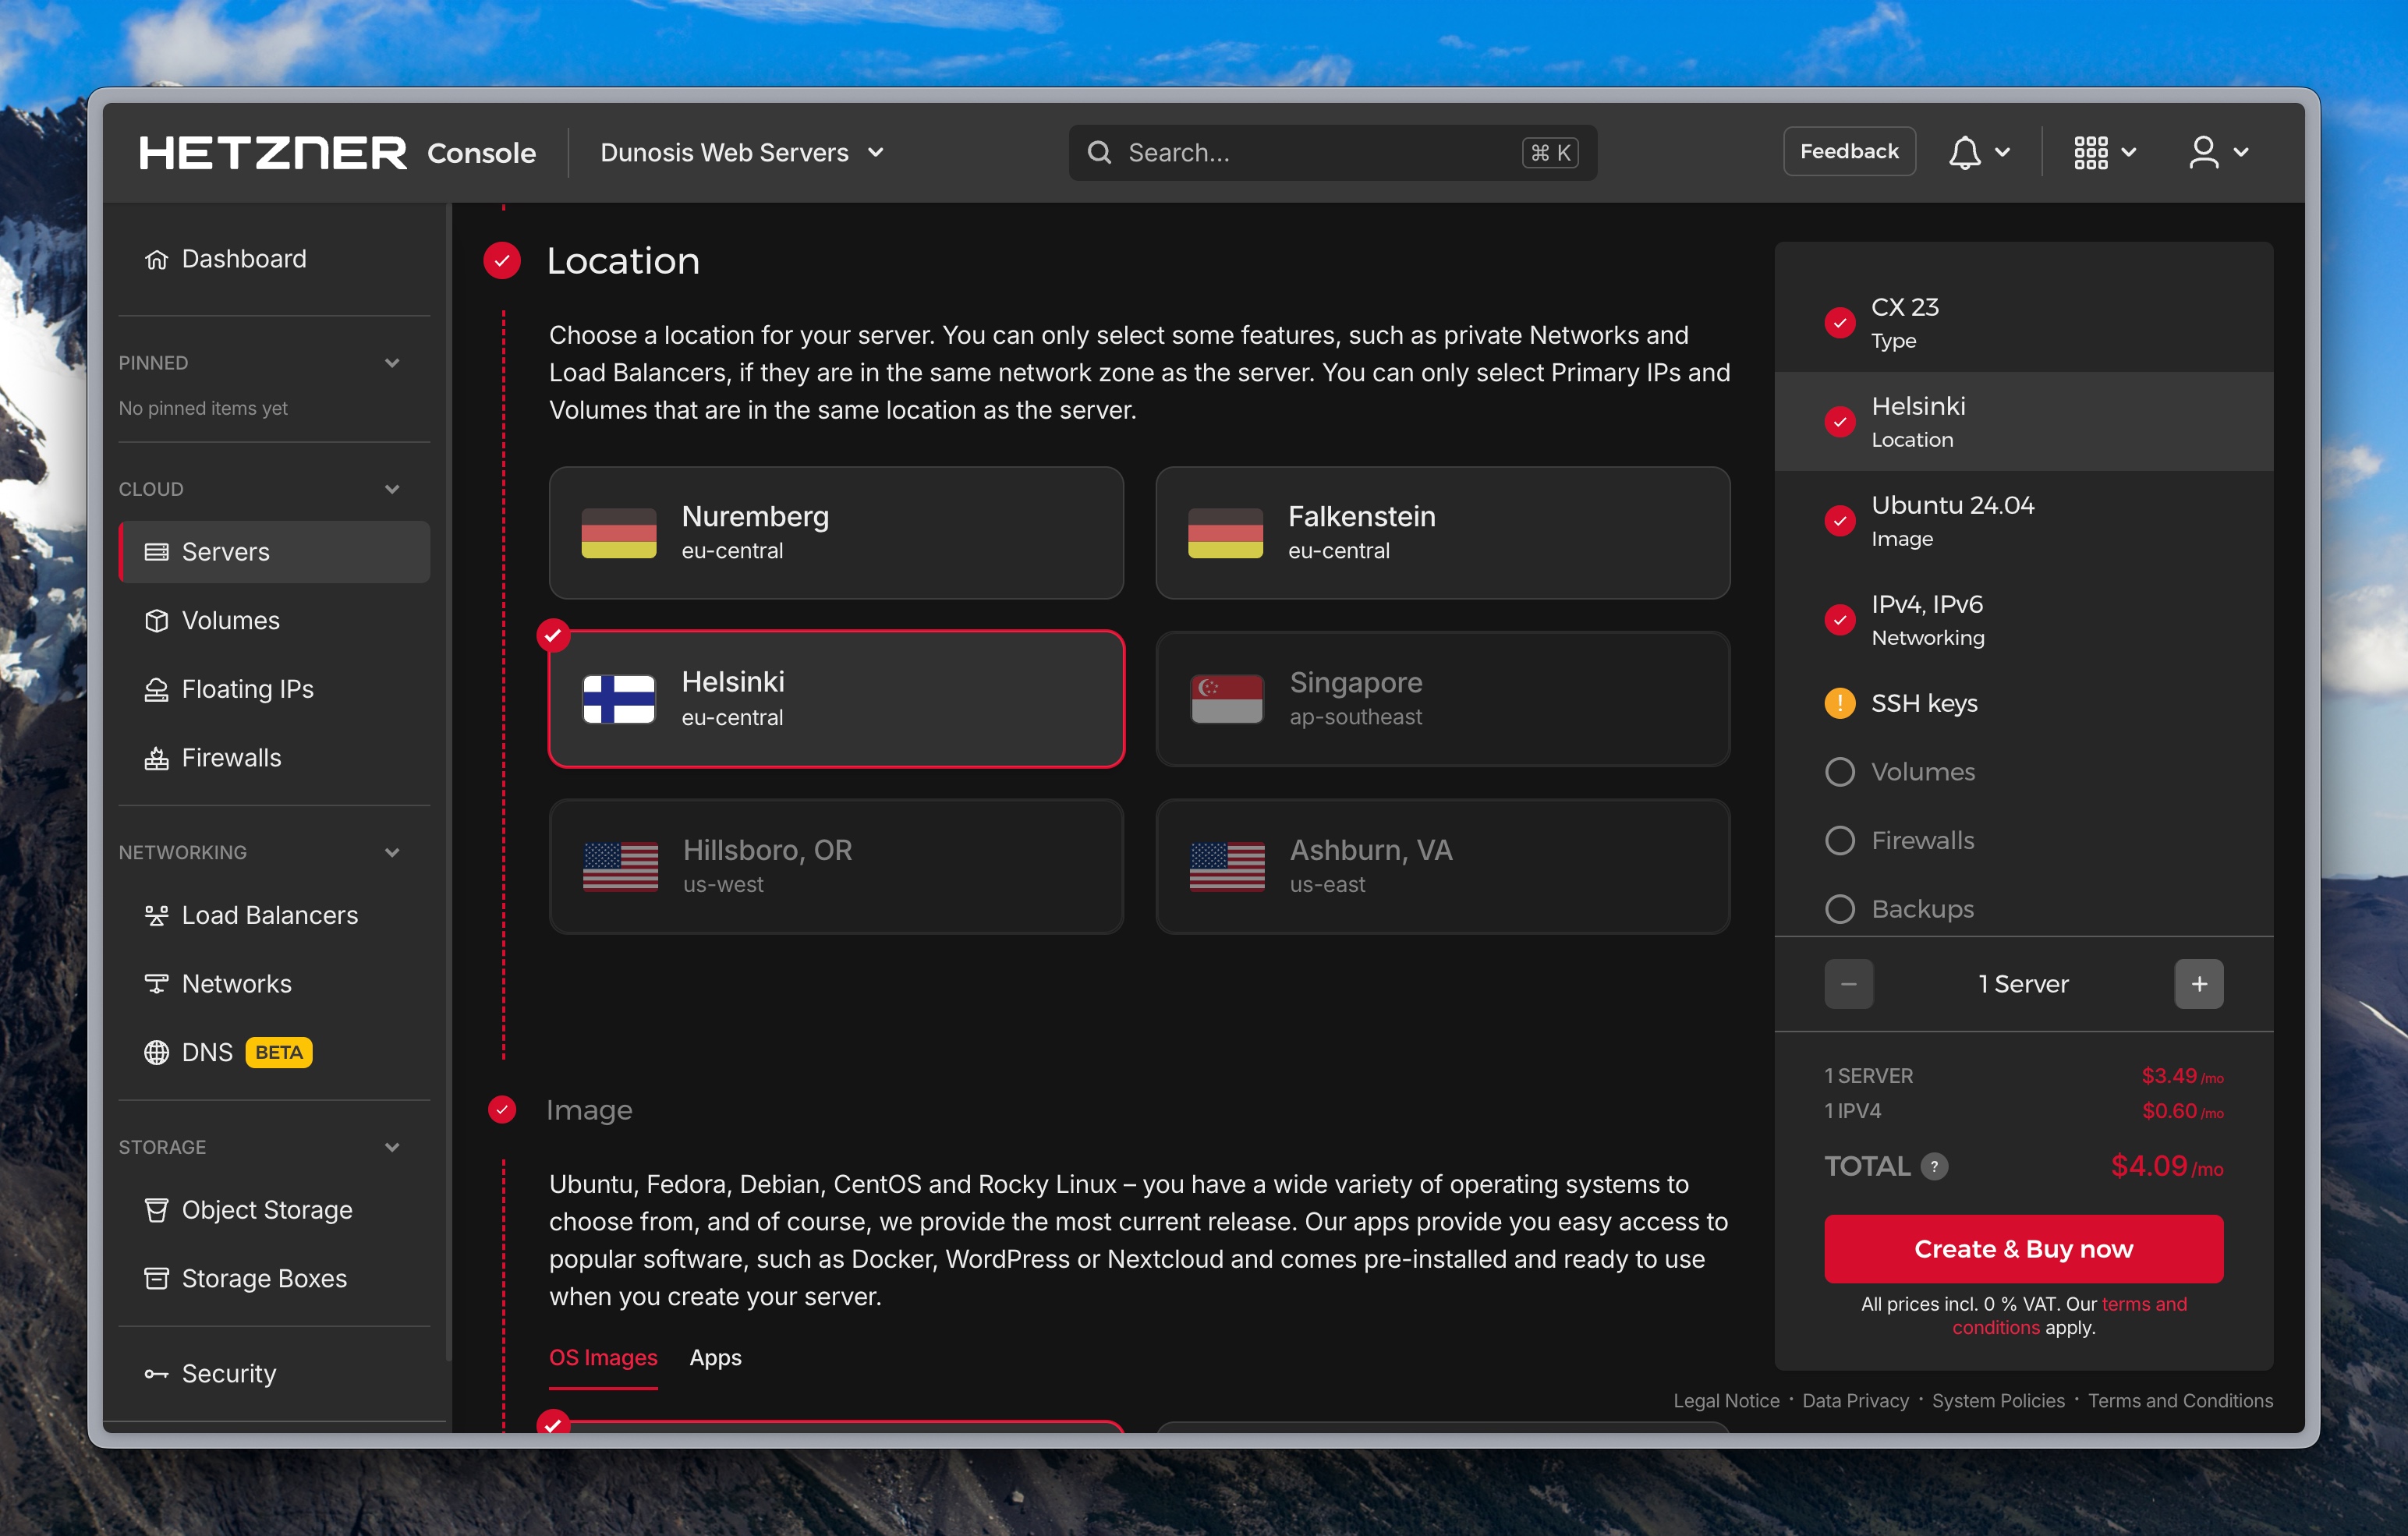 HETZNER Console
Dunosis Web Servers
Search...
⌘ K
Feedback
Dashboard
PINNED
No pinned items yet
CLOUD
Servers
Volumes
Floating IPs
Firewalls
NETWORKING
Load Balancers
Networks
DNS BETA
STORAGE
Object Storage
Storage Boxes
Security
Location
Choose a location for your server. You can only select some features, such as private Networks and
Load Balancers, if they are in the same network zone as the server. You can only select Primary IPs and
Volumes that are in the same location as the server.
Nuremberg
eu-central
Falkenstein
eu-central
Helsinki
eu-central
Singapore
ap-southeast
Hillsboro, OR
us-west
Ashburn, VA
us-east
Image
Ubuntu, Fedora, Debian, CentOS and Rocky Linux – you have a wide variety of operating systems to
choose from, and of course, we provide the most current release. Our apps provide you easy access to
popular software, such as Docker, WordPress or Nextcloud and comes pre-installed and ready to use
when you create your server.
OS Images
Apps
CX 23
Type
Helsinki
Location
Ubuntu 24.04
Image
IPv4, IPv6
Networking
! SSH keys
Volumes
Firewalls
Backups
− 1 Server +
1 SERVER $3.49 /mo
1 IPV4 $0.60 /mo
TOTAL ? $4.09 /mo
Create & Buy now
All prices incl. 0 % VAT. Our terms and
conditions apply.
Legal Notice · Data Privacy · System Policies · Terms and Conditions